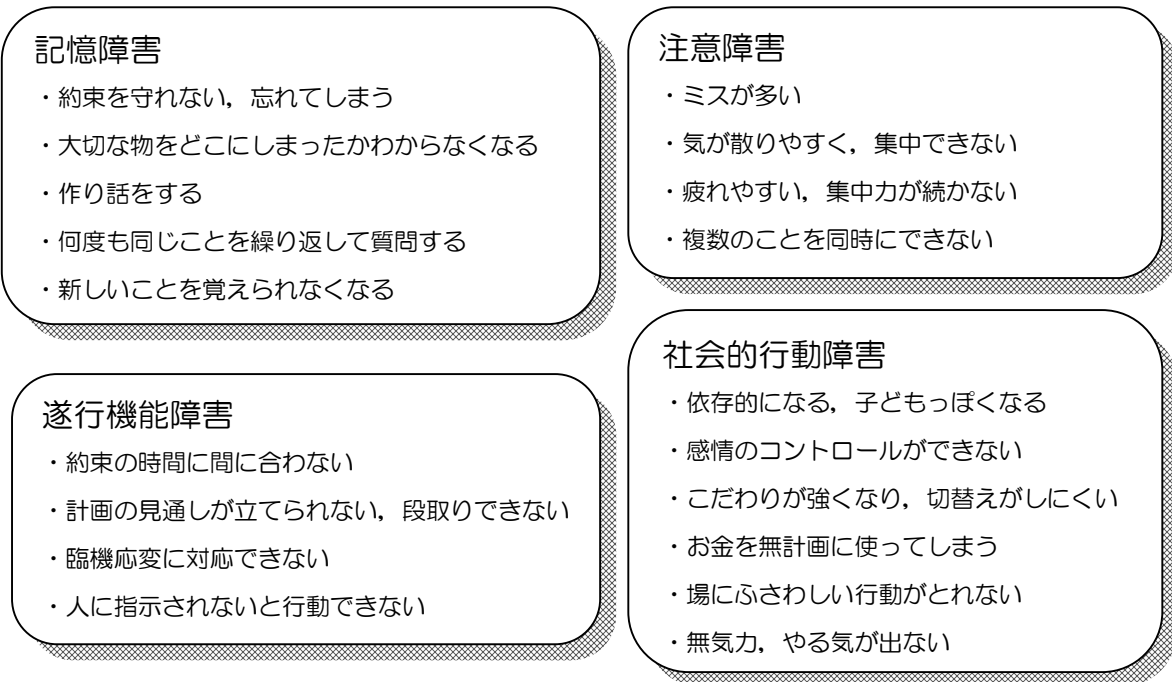 記憶障害
・約束を守れない，忘れてしまう
・大切な物をどこにしまったかわからなくなる
・作り話をする
・何度も同じことを繰り返して質問する
・新しいことを覚えられなくなる
注意障害
・ミスが多い
・気が散りやすく，集中できない
・疲れやすい，集中力が続かない
・複数のことを同時にできない
遂行機能障害
・約束の時間に間に合わない
・計画の見通しが立てられない，段取りできない
・臨機応変に対応できない
・人に指示されないと行動できない
社会的行動障害
・依存的になる，子どもっぽくなる
・感情のコントロールができない
・こだわりが強くなり，切替えがしにくい
・お金を無計画に使ってしまう
・場にふさわしい行動がとれない
・無気力，やる気が出ない